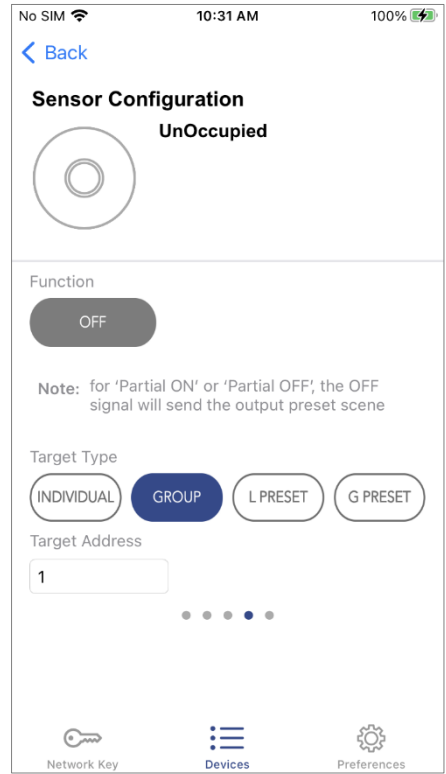 No SIM 10:31 AM 100%
Back
Sensor Configuration
UnOccupied
Function
OFF
Note: for 'Partial ON' or 'Partial OFF', the OFF
signal will send the output preset scene
Target Type
INDIVIDUAL GROUP L PRESET G PRESET
Target Address
1
Network Key Devices Preferences